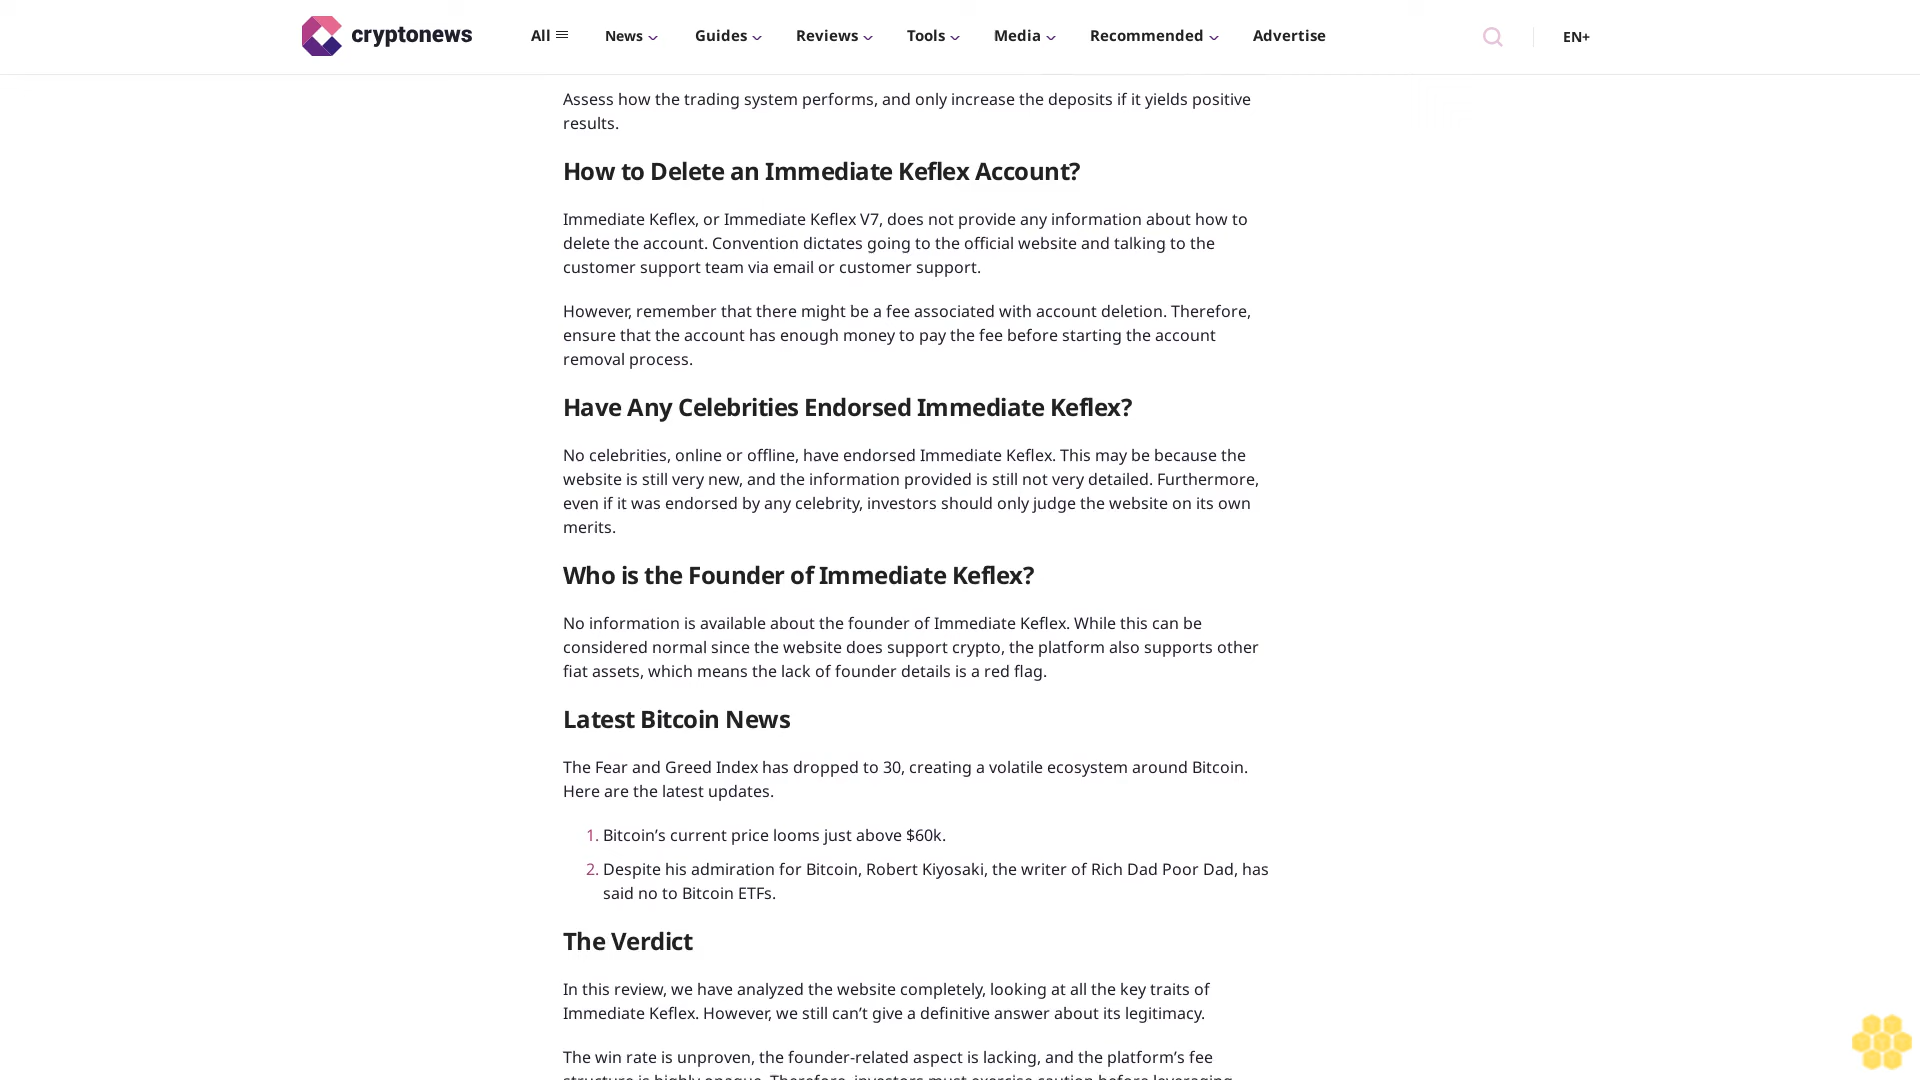 cryptonews
All News Guides Reviews Tools Media Recommended Advertise EN+
Assess how the trading system performs, and only increase the deposits if it yields positive
results.
How to Delete an Immediate Keflex Account?
Immediate Keflex, or Immediate Keflex V7, does not provide any information about how to
delete the account. Convention dictates going to the official website and talking to the
customer support team via email or customer support.
However, remember that there might be a fee associated with account deletion. Therefore,
ensure that the account has enough money to pay the fee before starting the account
removal process.
Have Any Celebrities Endorsed Immediate Keflex?
No celebrities, online or offline, have endorsed Immediate Keflex. This may be because the
website is still very new, and the information provided is still not very detailed. Furthermore,
even if it was endorsed by any celebrity, investors should only judge the website on its own
merits.
Who is the Founder of Immediate Keflex?
No information is available about the founder of Immediate Keflex. While this can be
considered normal since the website does support crypto, the platform also supports other
fiat assets, which means the lack of founder details is a red flag.
Latest Bitcoin News
The Fear and Greed Index has dropped to 30, creating a volatile ecosystem around Bitcoin.
Here are the latest updates.
1. Bitcoin’s current price looms just above $60k.
2. Despite his admiration for Bitcoin, Robert Kiyosaki, the writer of Rich Dad Poor Dad, has
said no to Bitcoin ETFs.
The Verdict
In this review, we have analyzed the website completely, looking at all the key traits of
Immediate Keflex. However, we still can’t give a definitive answer about its legitimacy.
The win rate is unproven, the founder-related aspect is lacking, and the platform’s fee
structure is highly opaque. Therefore, investors must exercise caution before leveraging